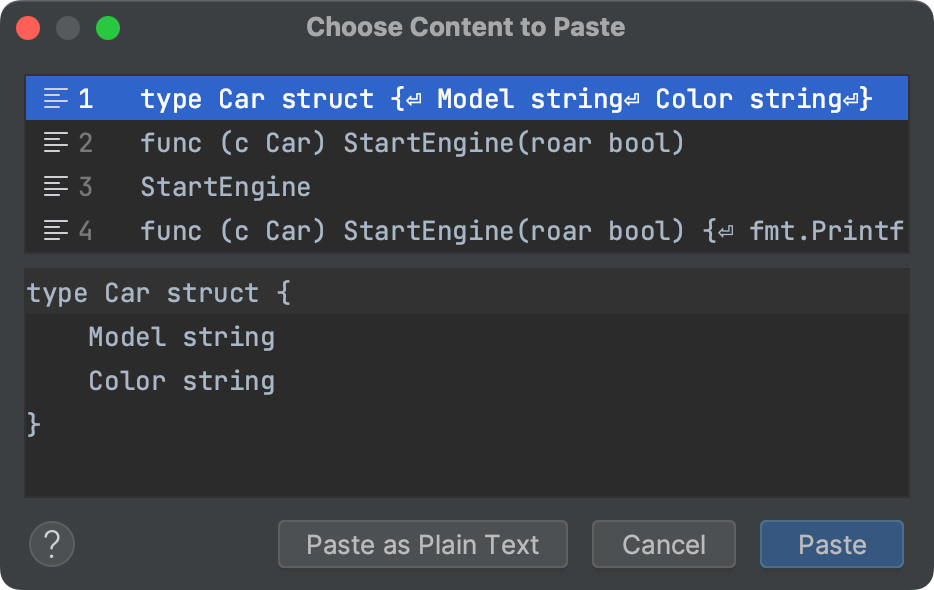 Choose Content to Paste
1 type Car struct {⏎ Model string⏎ Color string⏎}
2 func (c Car) StartEngine(roar bool)
3 StartEngine
4 func (c Car) StartEngine(roar bool) {⏎ fmt.Printf
type Car struct {
    Model string
    Color string
}
? Paste as Plain Text Cancel Paste